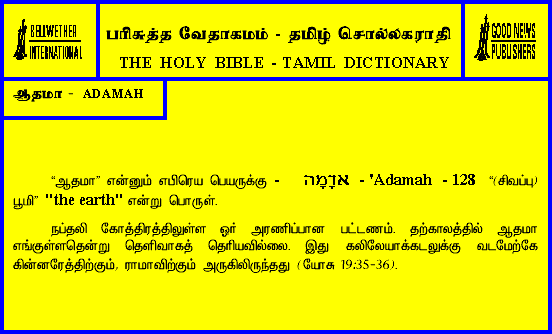 BELLWETHER
INTERNATIONAL
பரிசுத்த வேதாகமம் - தமிழ் சொல்லகராதி
THE HOLY BIBLE - TAMIL DICTIONARY
GOOD NEWS
PUBLISHERS
ஆதமா - ADAMAH
“ஆதமா” என்னும் எபிரெய பெயருக்கு - אדָמָה - 'Adamah - 128 “(சிவப்பு)
பூமி” "the earth" என்று பொருள்.
நப்தலி கோத்திரத்திலுள்ள ஓர் அரணிப்பான பட்டணம். தற்காலத்தில் ஆதமா
எங்குள்ளதென்று தெளிவாகத் தெரியவில்லை. இது கலிலேயாக்கடலுக்கு வடமேற்கே
கின்னரேத்திற்கும், ராமாவிற்கும் அருகிலிருந்தது (யோசு 19:35-36).